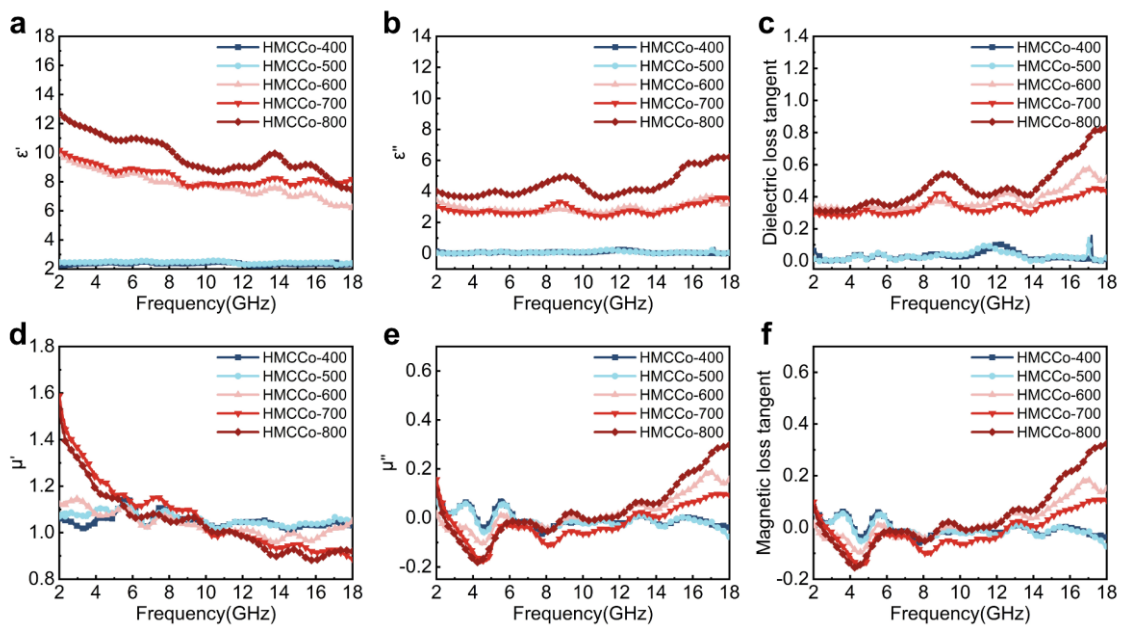 a
18
16
14
12
10
8
6
4
2
ε'
HMCCo-400
HMCCo-500
HMCCo-600
HMCCo-700
HMCCo-800
2 4 6 8 10 12 14 16 18
Frequency(GHz)
b
14
12
10
8
6
4
2
0
ε"
HMCCo-400
HMCCo-500
HMCCo-600
HMCCo-700
HMCCo-800
2 4 6 8 10 12 14 16 18
Frequency(GHz)
c
1.4
1.2
1.0
0.8
0.6
0.4
0.2
0.0
Dielectric loss tangent
HMCCo-400
HMCCo-500
HMCCo-600
HMCCo-700
HMCCo-800
2 4 6 8 10 12 14 16 18
Frequency(GHz)
d
1.8
1.6
1.4
1.2
1.0
0.8
μ'
HMCCo-400
HMCCo-500
HMCCo-600
HMCCo-700
HMCCo-800
2 4 6 8 10 12 14 16 18
Frequency(GHz)
e
0.6
0.4
0.2
0.0
-0.2
μ"
HMCCo-400
HMCCo-500
HMCCo-600
HMCCo-700
HMCCo-800
2 4 6 8 10 12 14 16 18
Frequency(GHz)
f
0.6
0.4
0.2
0.0
-0.2
Magnetic loss tangent
HMCCo-400
HMCCo-500
HMCCo-600
HMCCo-700
HMCCo-800
2 4 6 8 10 12 14 16 18
Frequency(GHz)